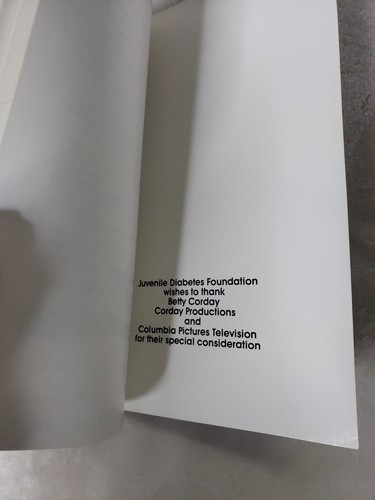 Juvenile Diabetes Foundation
wishes to thank
Betty Corday
Corday Productions
and
Columbia Pictures Television
for their special consideration